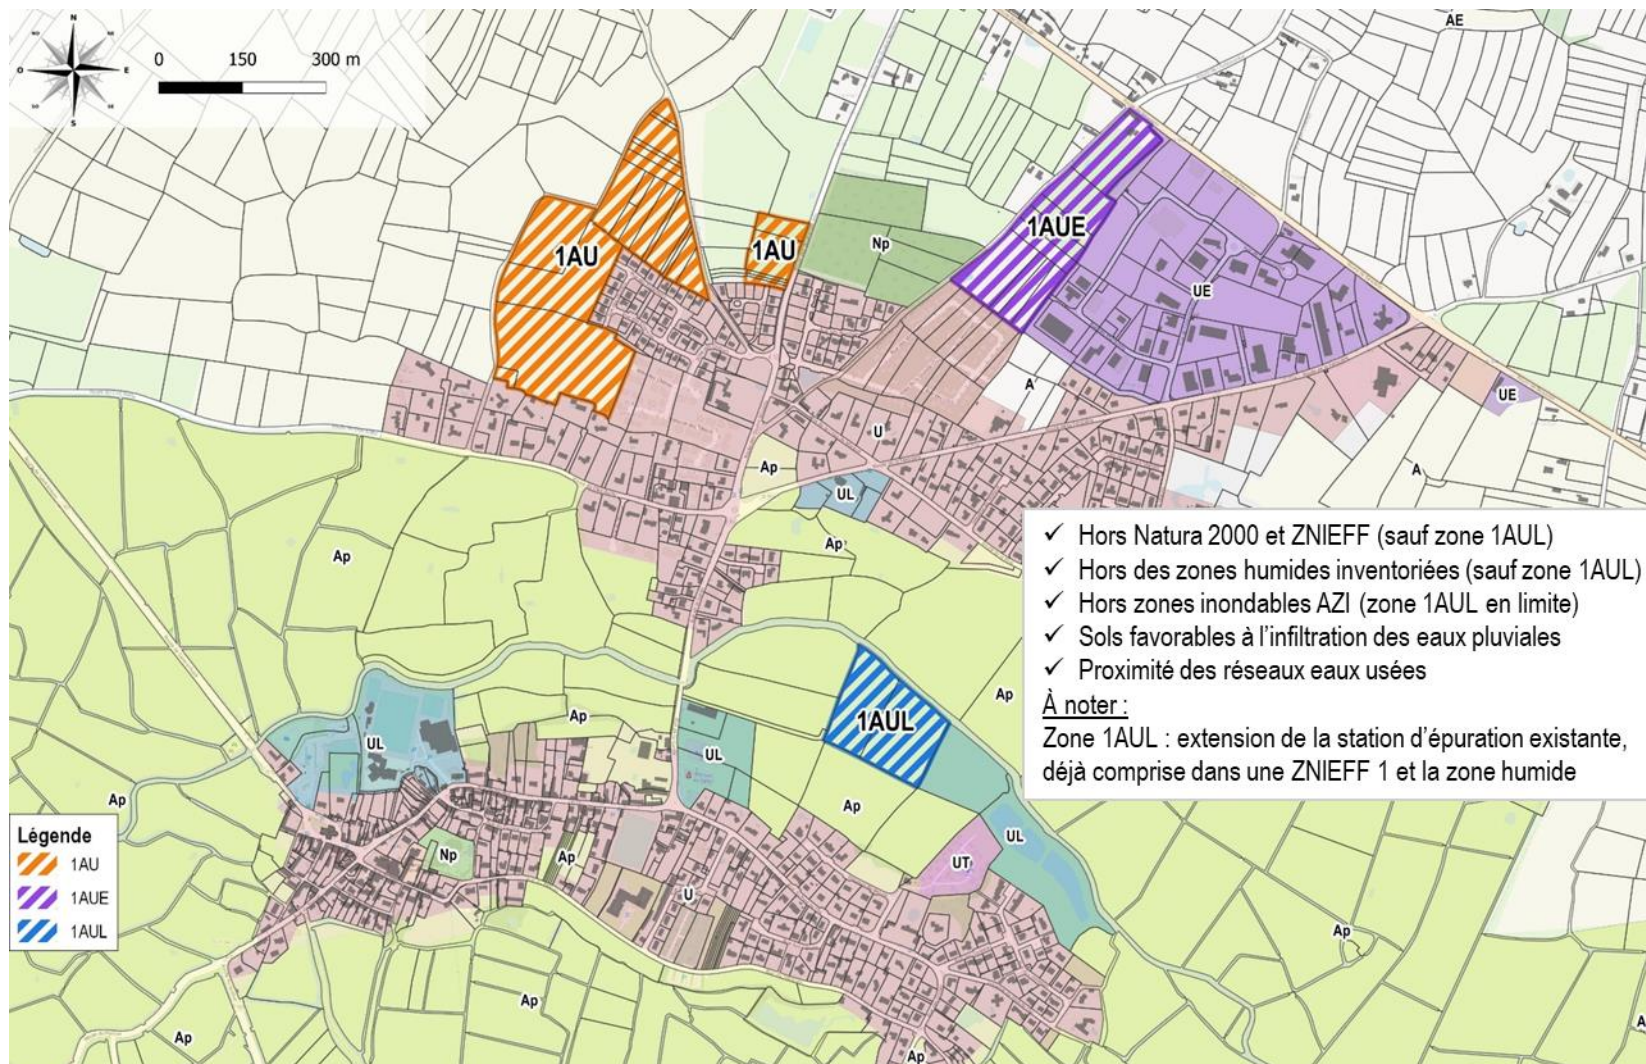 N
NO
NE
O
E
SO
SE
S
0 150 300 m
AE
1AU
1AU
Np
1AUE
UE
UE
A
U
A
Ap
UL
Ap
Ap
✓ Hors Natura 2000 et ZNIEFF (sauf zone 1AUL)
✓ Hors des zones humides inventoriées (sauf zone 1AUL)
✓ Hors zones inondables AZI (zone 1AUL en limite)
✓ Sols favorables à l’infiltration des eaux pluviales
✓ Proximité des réseaux eaux usées
À noter :
Zone 1AUL : extension de la station d’épuration existante,
déjà comprise dans une ZNIEFF 1 et la zone humide
Ap
Ap
1AUL
UL
UL
Ap
Ap
UL
UT
Np
Ap
U
Ap
Ap
Ap
Ap
A
Légende
1AU
1AUE
1AUL